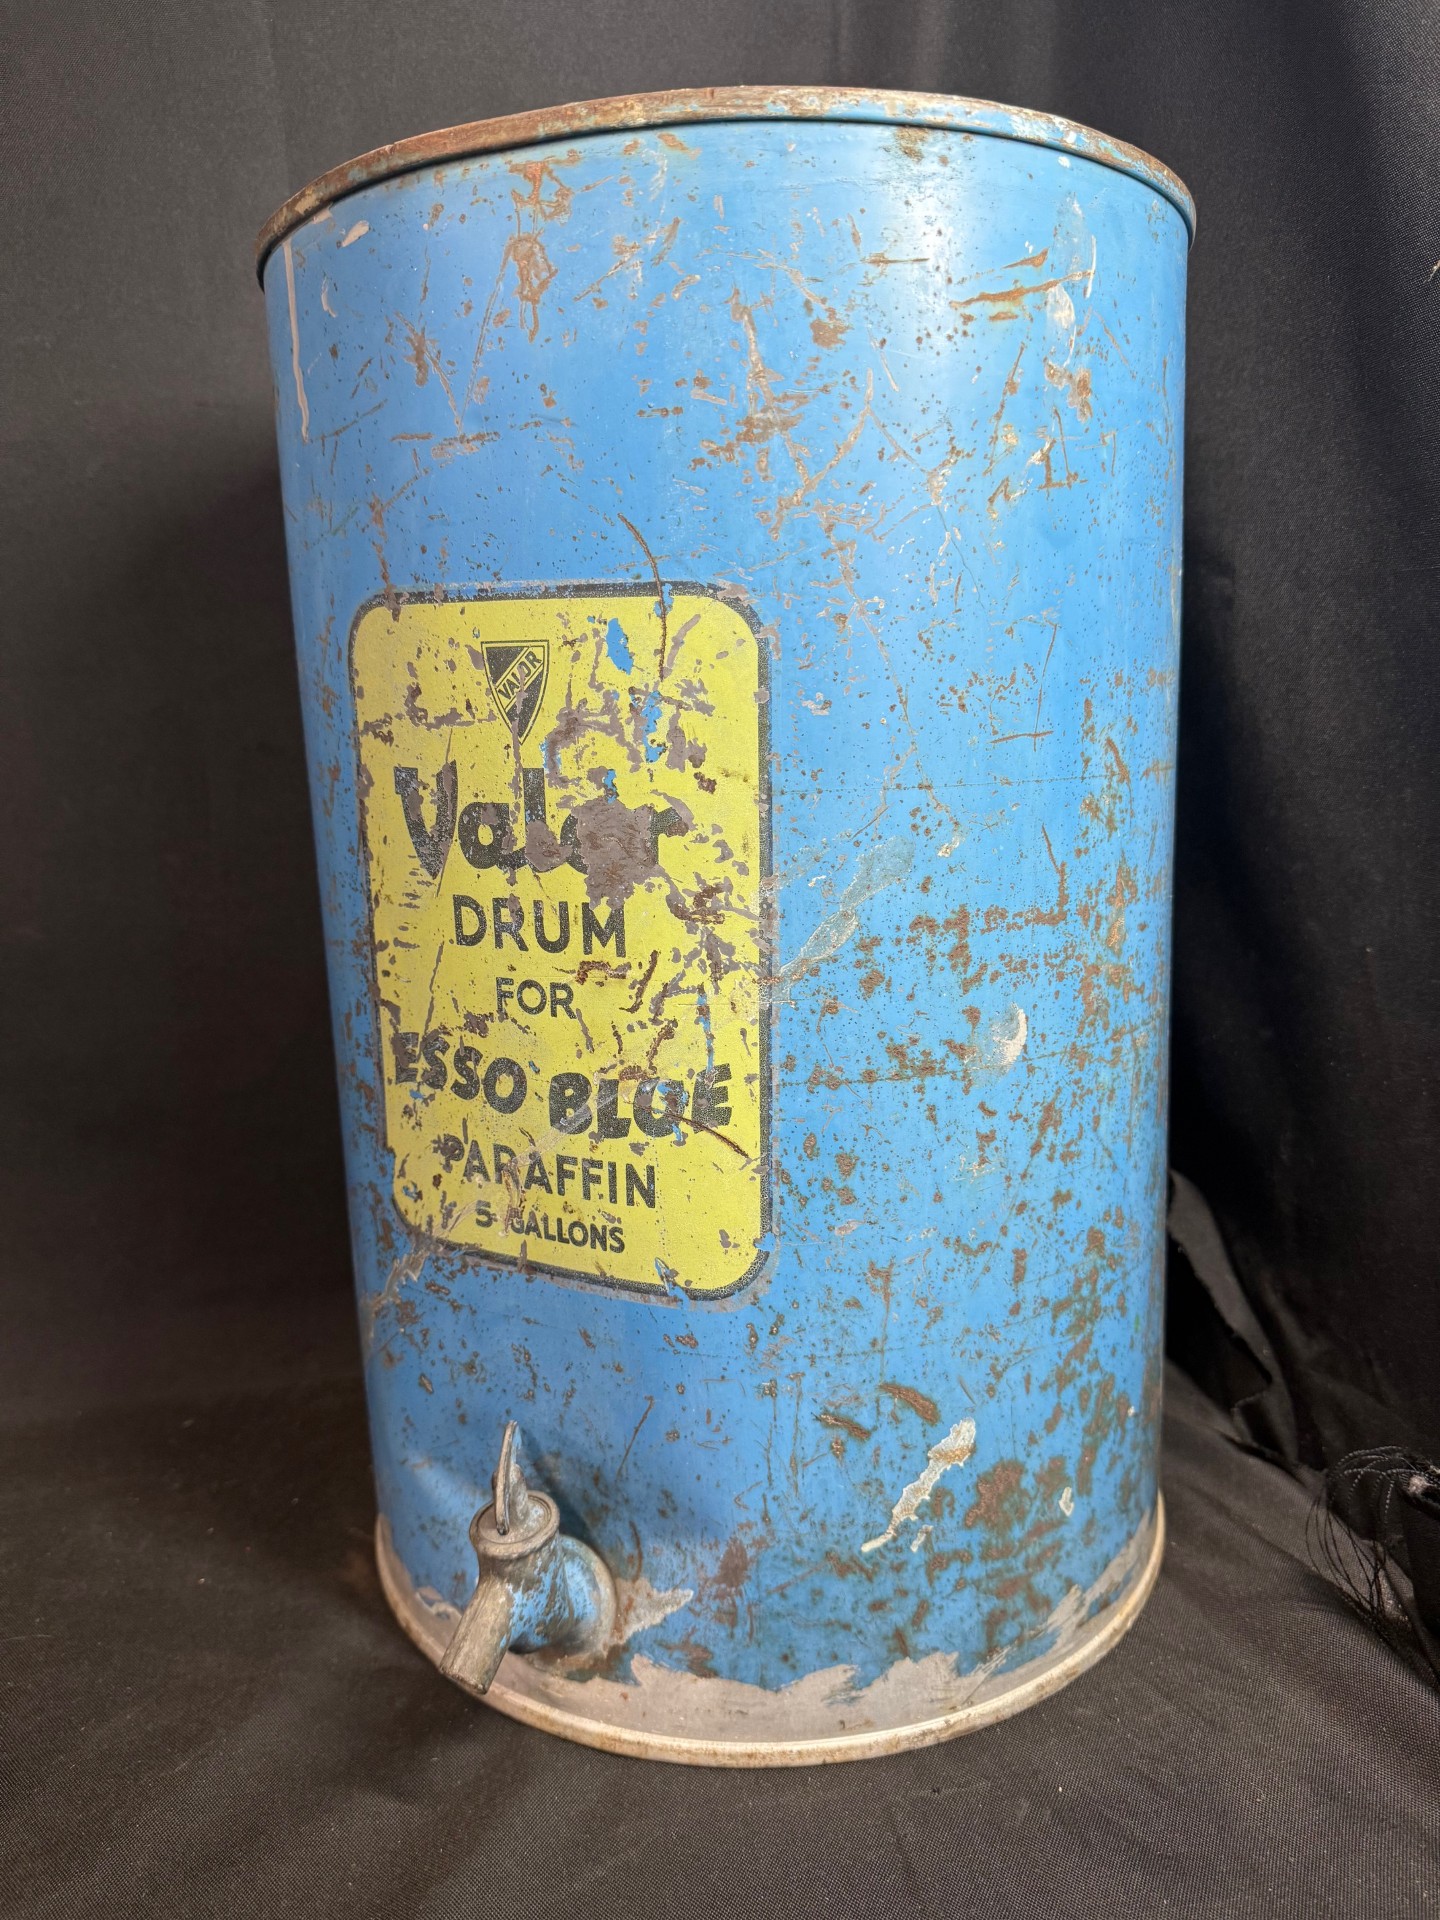 VALOR
Valor
DRUM
FOR
ESSO BLUE
PARAFFIN
5 GALLONS